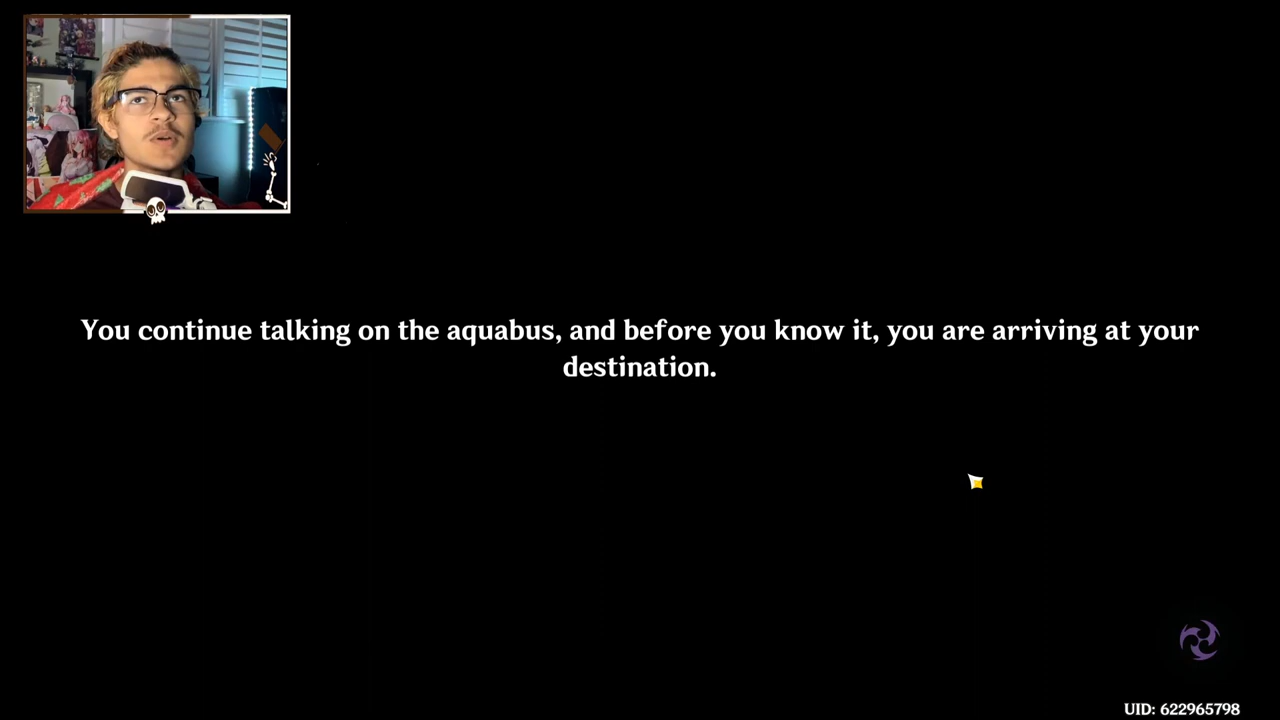 You continue talking on the aquabus, and before you know it, you are arriving at your
destination.
UID: 622965798